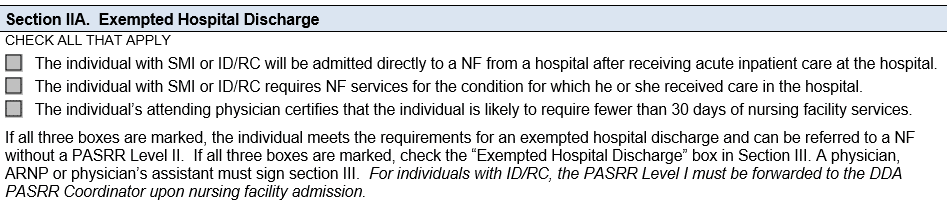 Section IIA.  Exempted Hospital Discharge
CHECK ALL THAT APPLY
The individual with SMI or ID/RC will be admitted directly to a NF from a hospital after receiving acute inpatient care at the hospital.
The individual with SMI or ID/RC requires NF services for the condition for which he or she received care in the hospital.
The individual's attending physician certifies that the individual is likely to require fewer than 30 days of nursing facility services.
If all three boxes are marked, the individual meets the requirements for an exempted hospital discharge and can be referred to a NF
without a PASRR Level II.  If all three boxes are marked, check the “Exempted Hospital Discharge” box in Section III. A physician,
ARNP or physician's assistant must sign section III.  For individuals with ID/RC, the PASRR Level I must be forwarded to the DDA
PASRR Coordinator upon nursing facility admission.